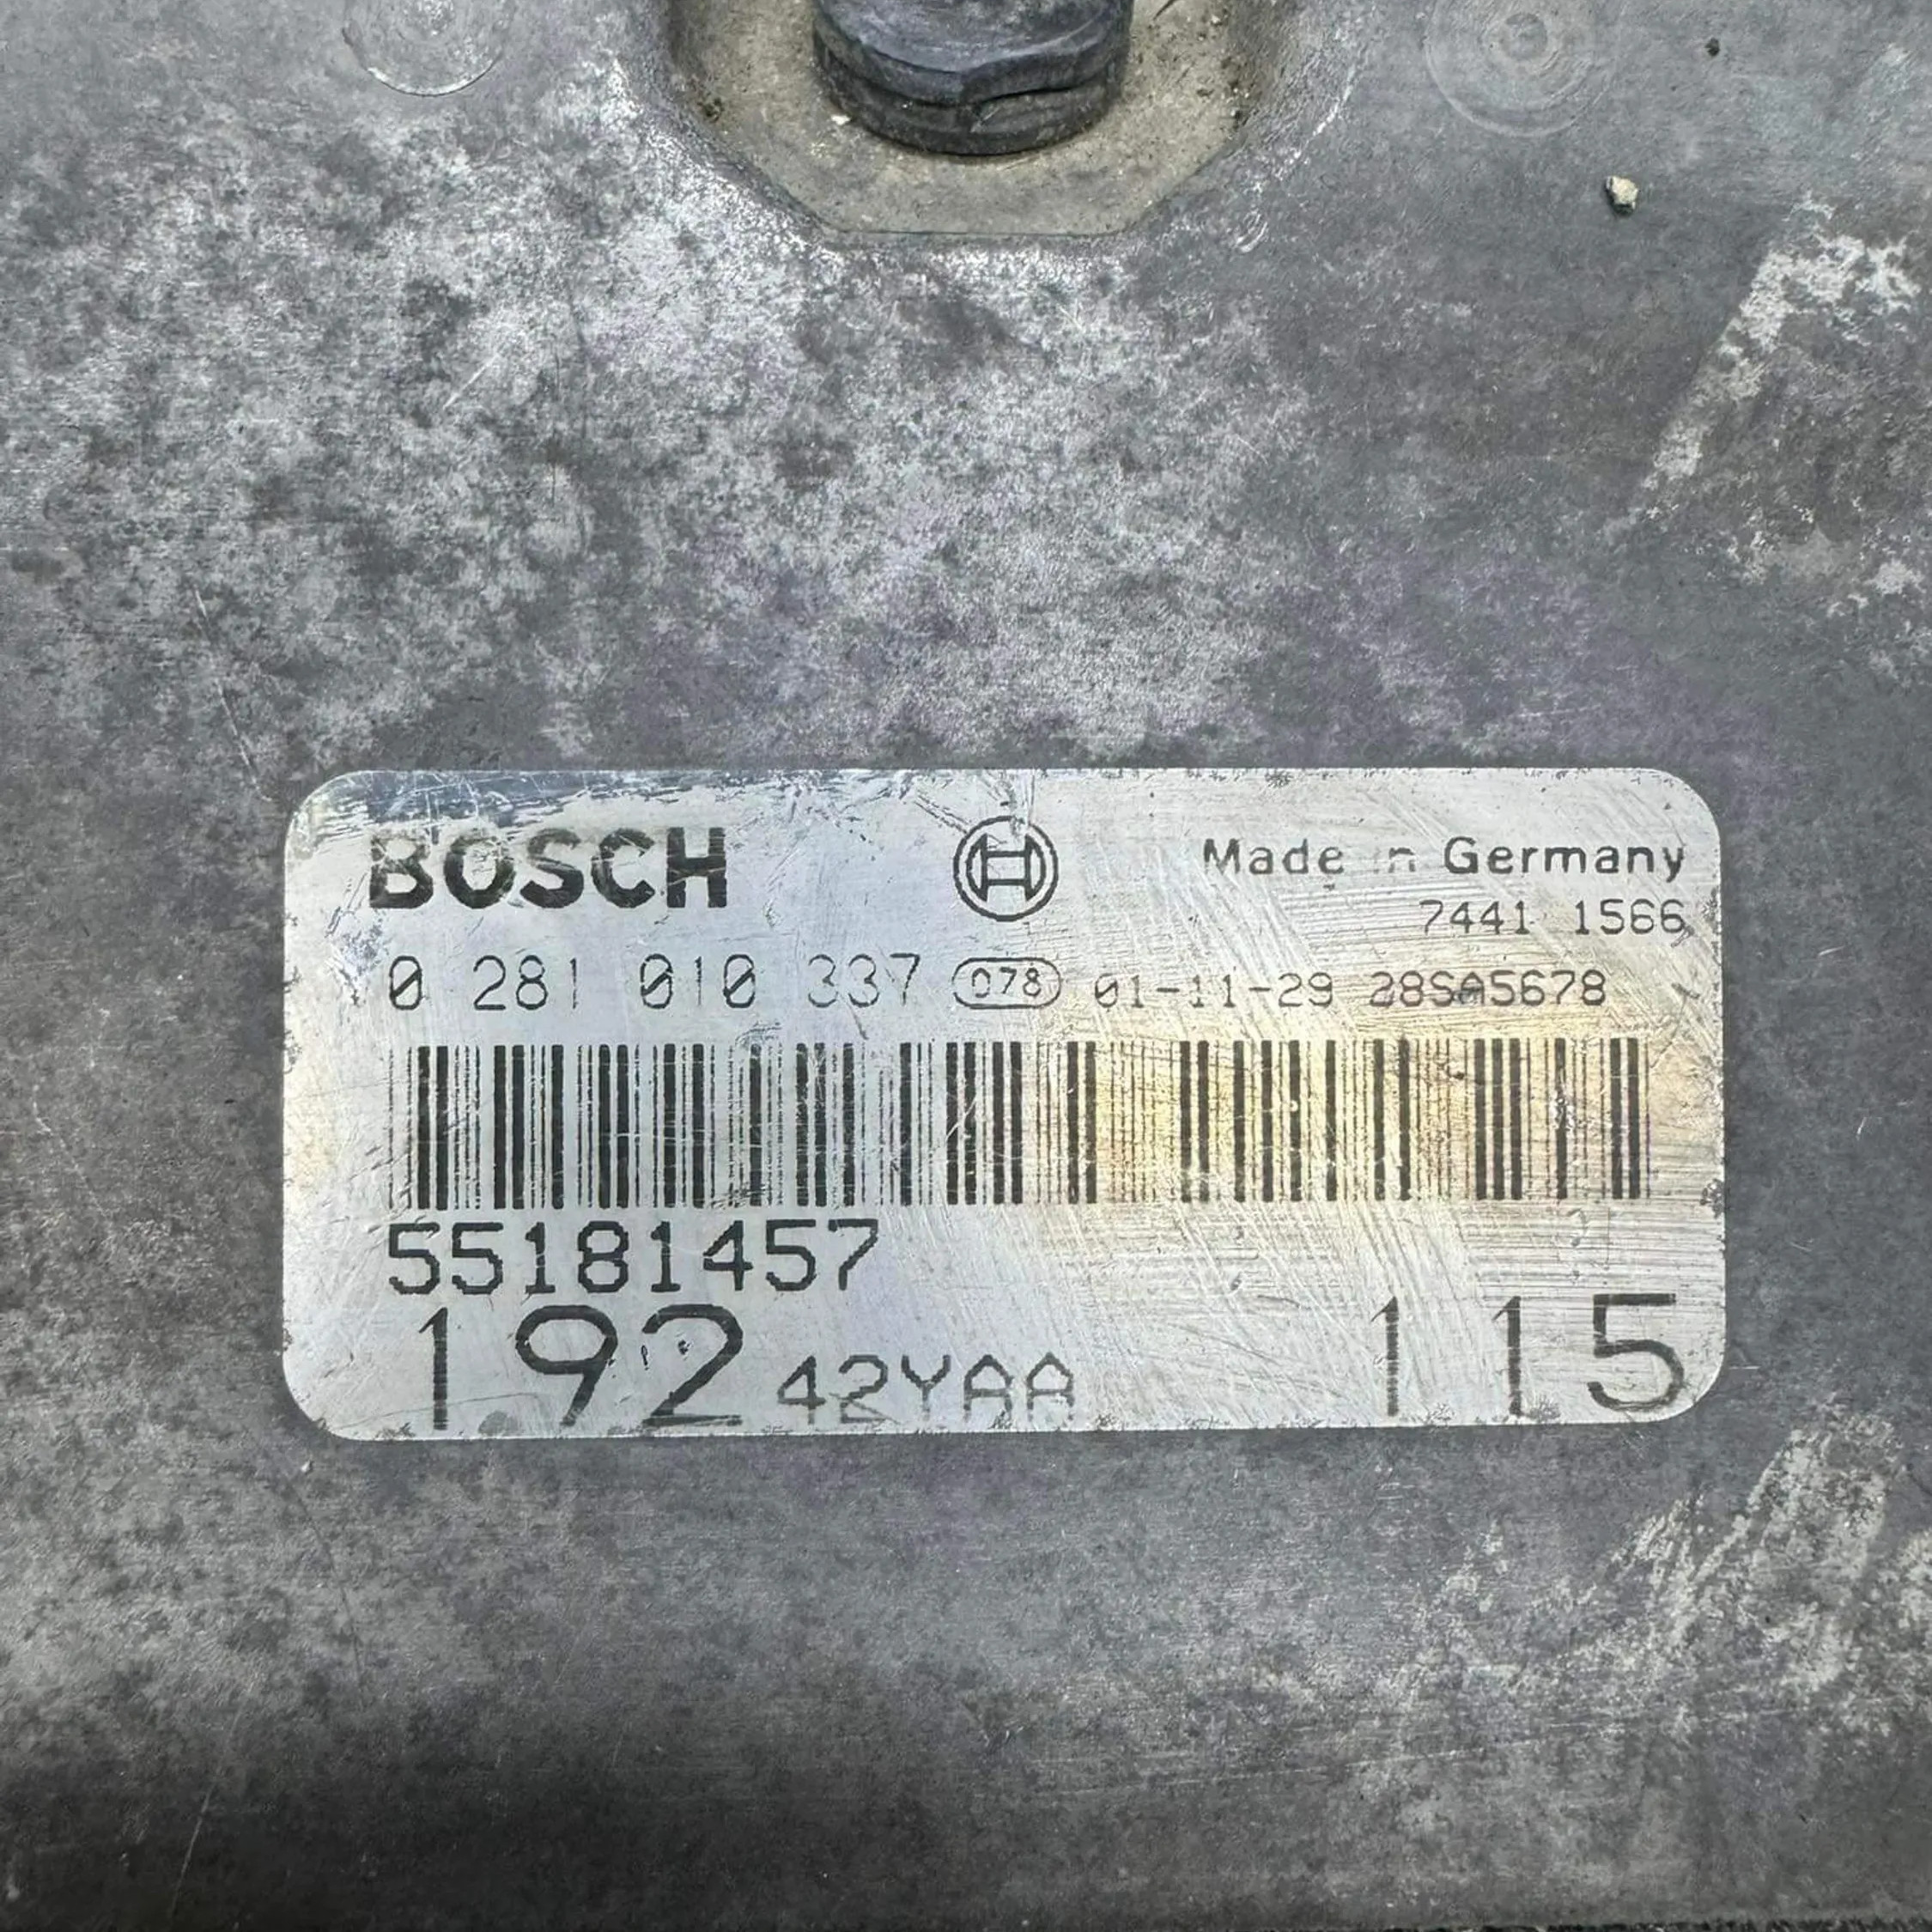 BOSCH Made in Germany
7441 1566
0 281 010 337 078 01-11-29 28SA5678
55181457
192 42YAA 115